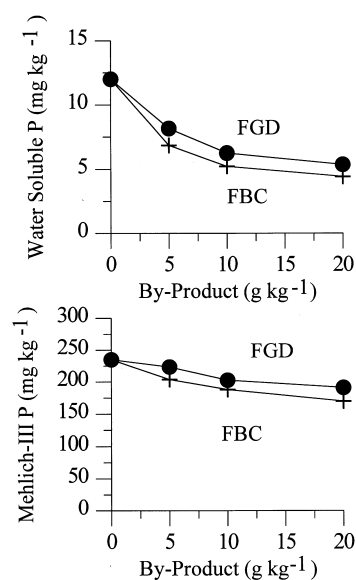 15
10
5
0
Water Soluble P (mg kg -1)
FGD
FBC
0 5 10 15 20
By-Product (g kg-1)
300
250
200
150
100
50
0
Mehlich-III P (mg kg -1)
FGD
FBC
0 5 10 15 20
By-Product (g kg-1)